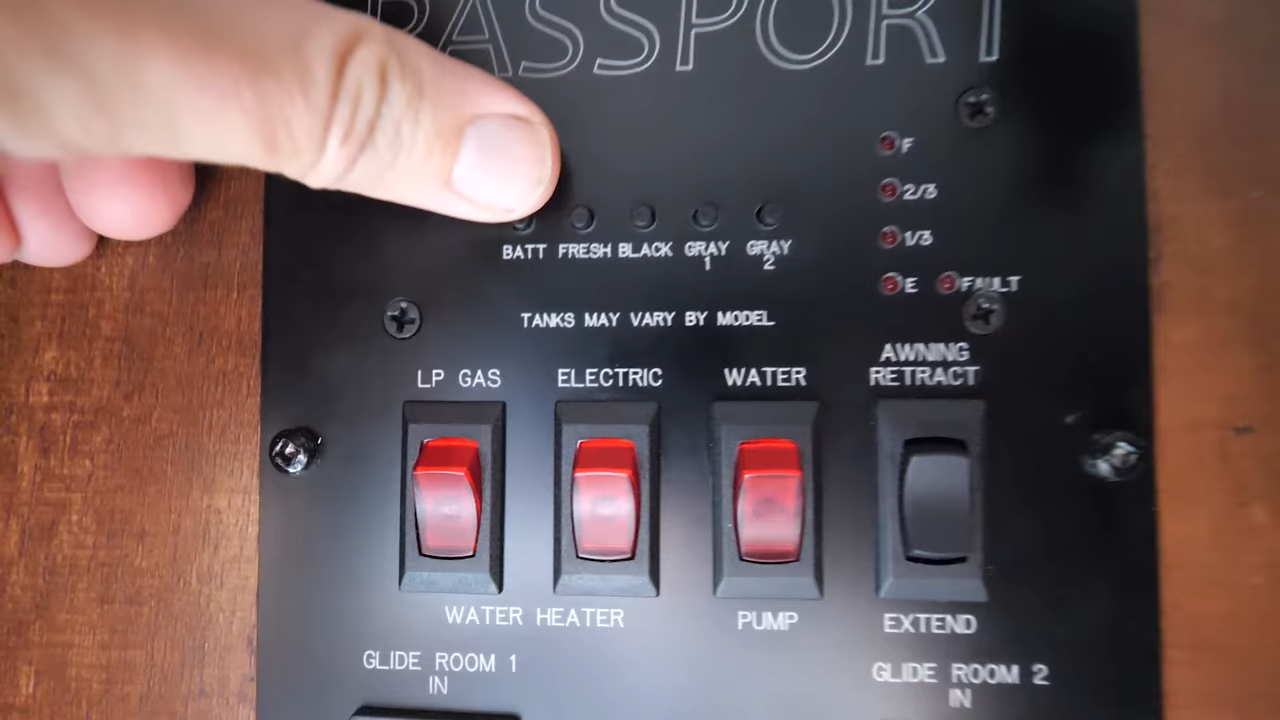 PASSPORT
F
2/3
1/3
E FAULT
BATT FRESH BLACK GRAY 1 GRAY 2
TANKS MAY VARY BY MODEL
LP GAS ELECTRIC WATER AWNING RETRACT
WATER HEATER PUMP EXTEND
GLIDE ROOM 1 GLIDE ROOM 2
IN IN